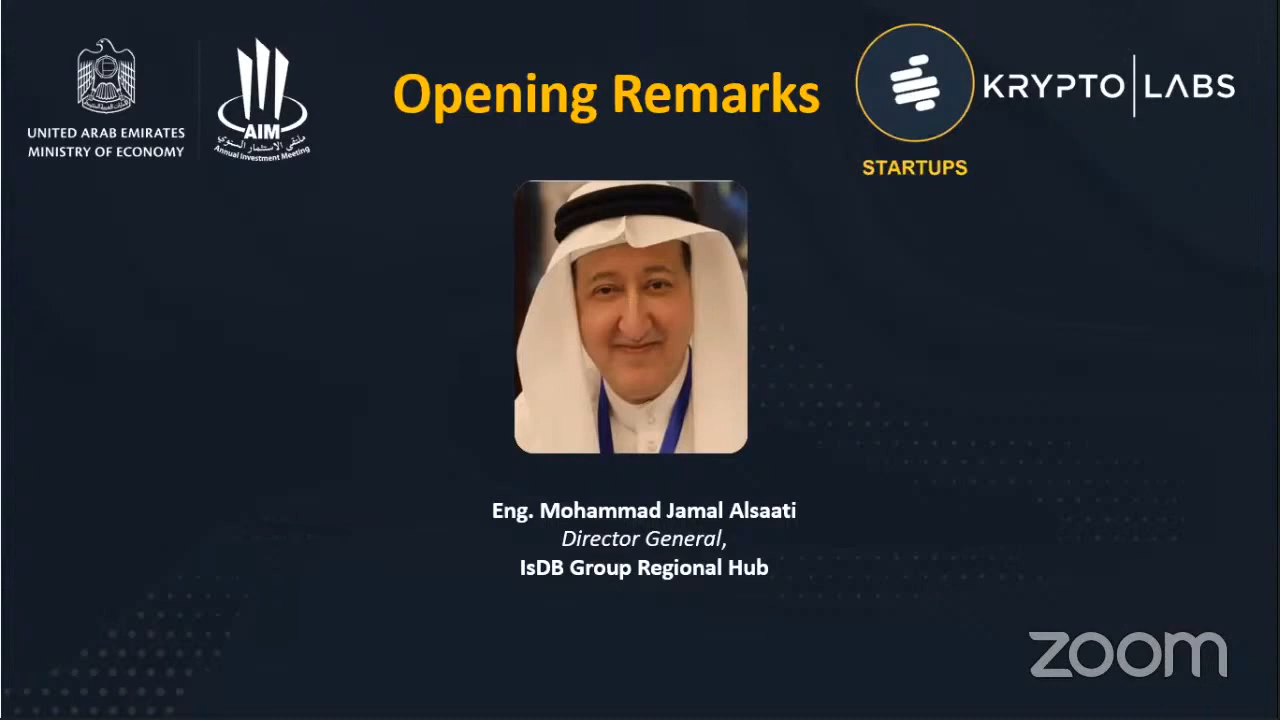 UNITED ARAB EMIRATES
MINISTRY OF ECONOMY
AIM
ملتقى الاستثمار السنوي
Annual Investment Meeting
Opening Remarks
KRYPTO LABS
STARTUPS
Eng. Mohammad Jamal Alsaati
Director General,
IsDB Group Regional Hub
zoom